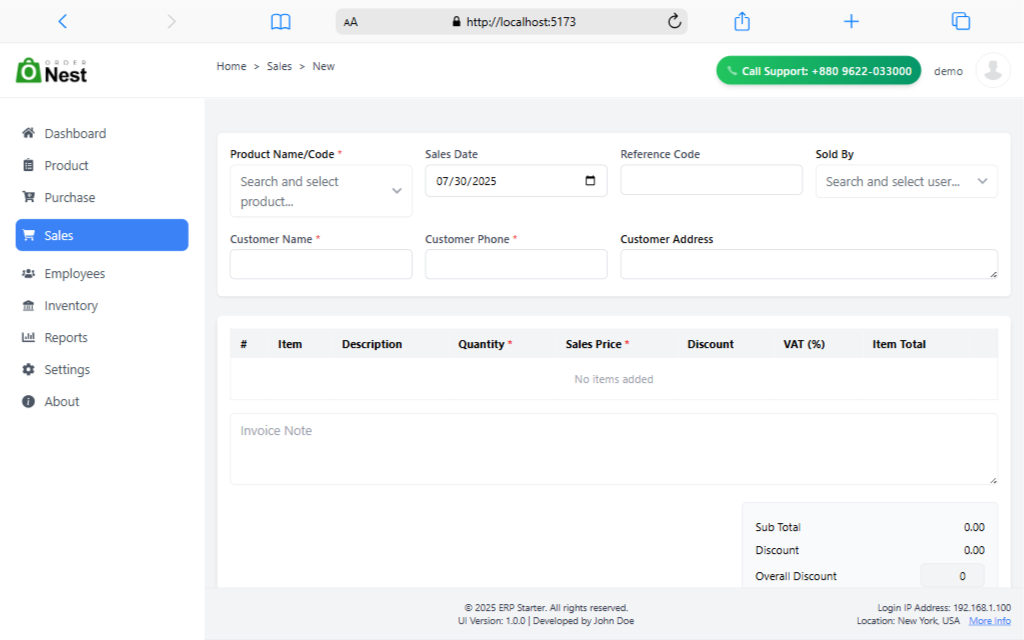 AA
http://localhost:5173
ORDER
Nest
Home > Sales > New
Call Support: +880 9622-033000
demo
Dashboard
Product
Purchase
Sales
Employees
Inventory
Reports
Settings
About
Product Name/Code *
Sales Date
Reference Code
Sold By
Search and select product...
07/30/2025
Search and select user...
Customer Name *
Customer Phone *
Customer Address
# Item Description Quantity * Sales Price * Discount VAT (%) Item Total
No items added
Invoice Note
Sub Total 0.00
Discount 0.00
Overall Discount 0
© 2025 ERP Starter. All rights reserved.
UI Version: 1.0.0 | Developed by John Doe
Login IP Address: 192.168.1.100
Location: New York, USA More Info